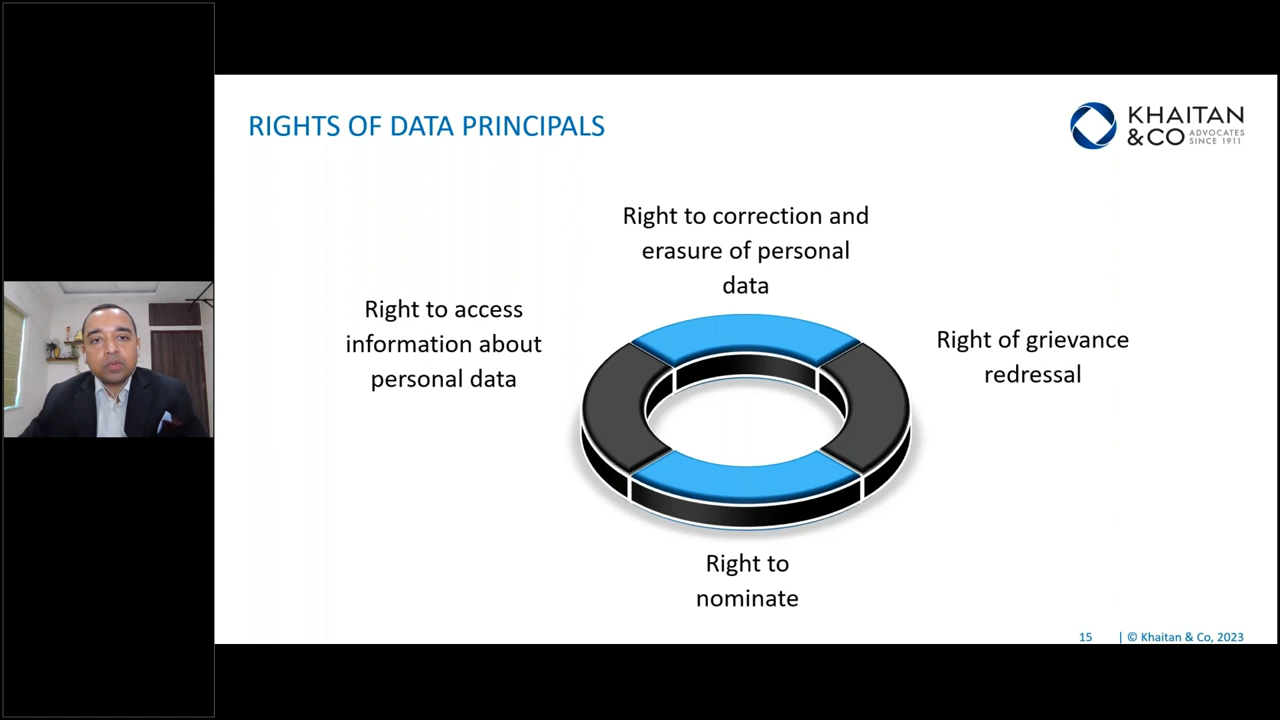 RIGHTS OF DATA PRINCIPALS
KHAITAN
&CO ADVOCATES
SINCE 1911
Right to correction and
erasure of personal
data
Right to access
information about
personal data
Right of grievance
redressal
Right to
nominate
15 | © Khaitan & Co, 2023